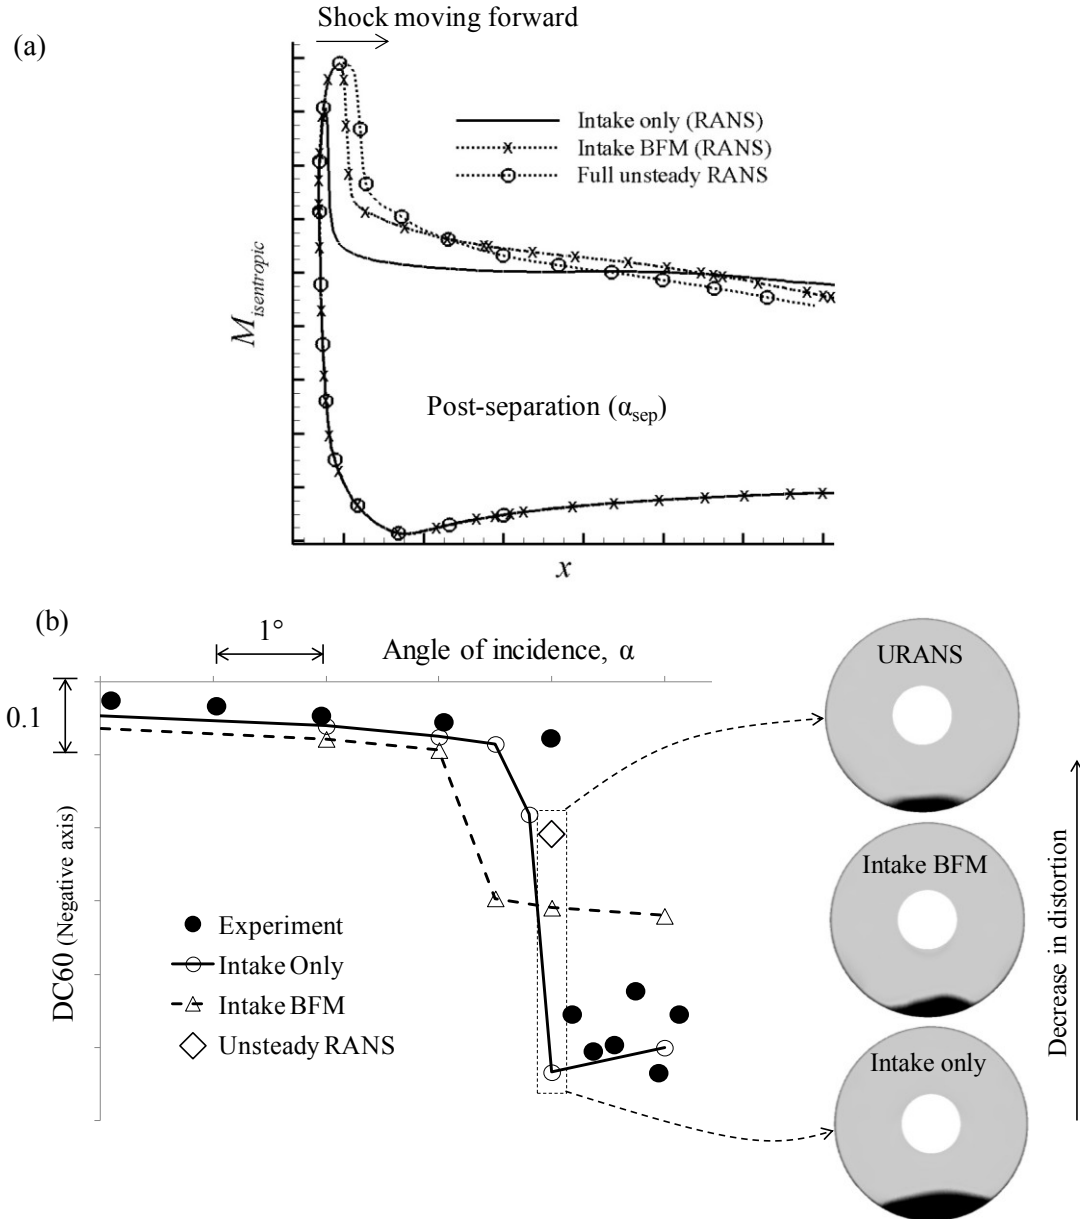 (a)
Shock moving forward
Intake only (RANS)
Intake BFM (RANS)
Full unsteady RANS
M_isentropic
Post-separation (α_sep)
x
(b)
1°
Angle of incidence, α
0.1
DC60 (Negative axis)
Experiment
Intake Only
Intake BFM
Unsteady RANS
URANS
Intake BFM
Intake only
Decrease in distortion